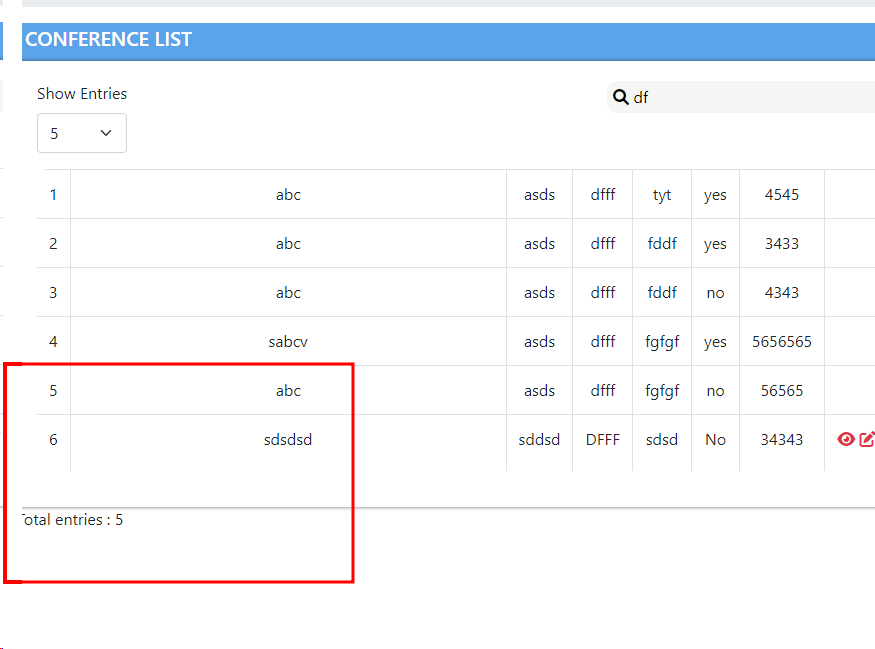 CONFERENCE LIST
Show Entries
df
5
1 abc asds dfff tyt yes 4545
2 abc asds dfff fddf yes 3433
3 abc asds dfff fddf no 4343
4 sabcv asds dfff fgfgf yes 5656565
5 abc asds dfff fgfgf no 56565
6 sdsdsd sddsd DFFF sdsd No 34343
Total entries : 5